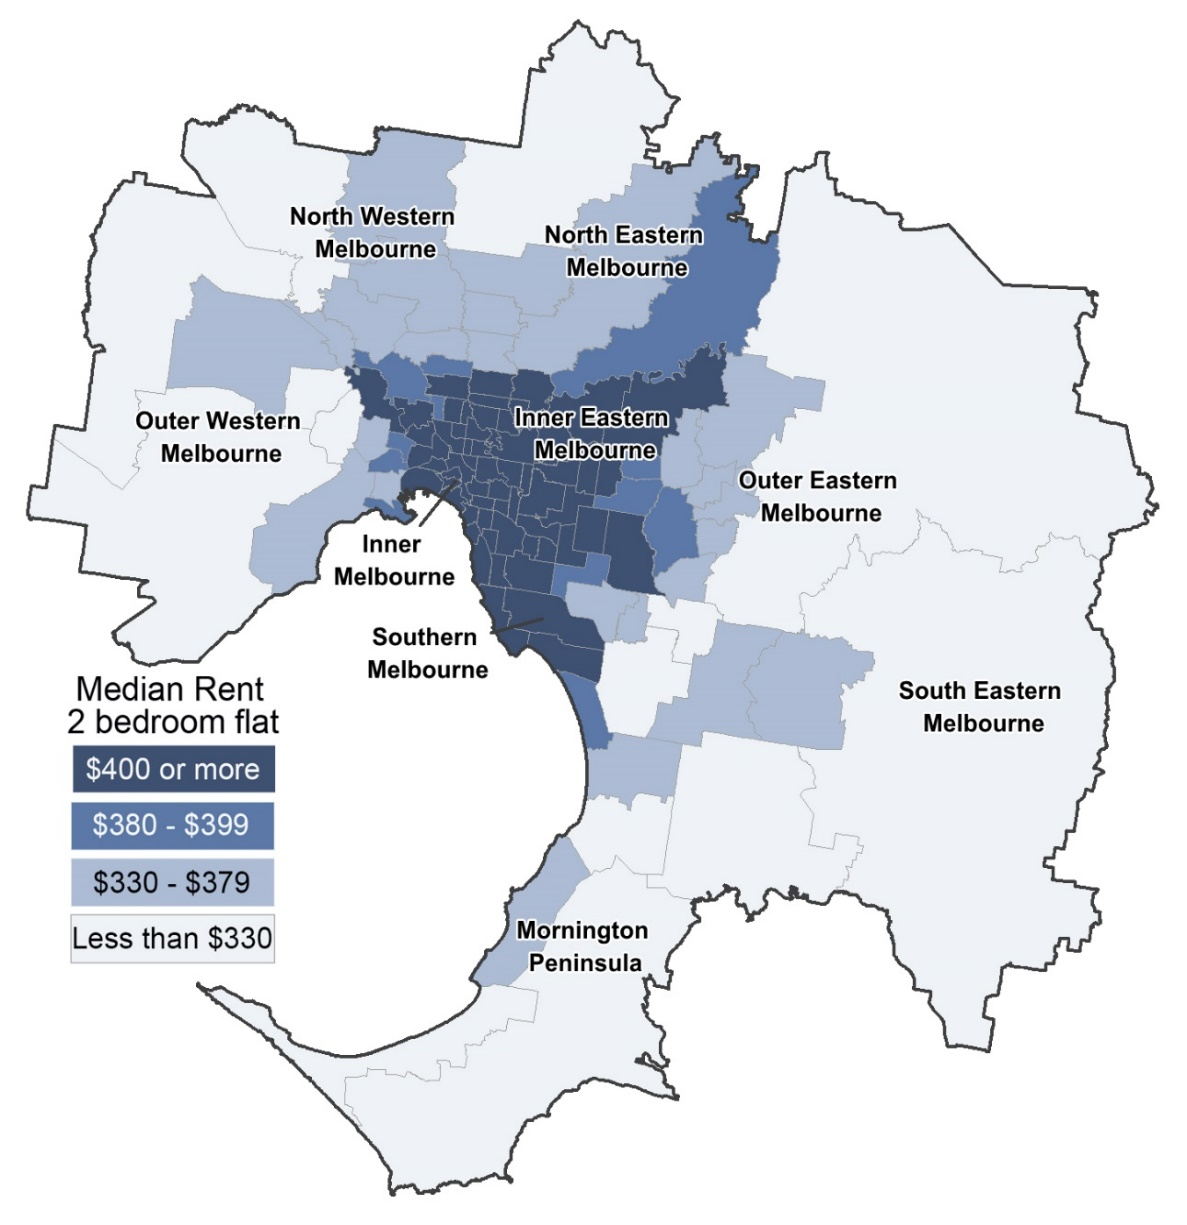 North Western
Melbourne
North Eastern
Melbourne
Outer Western
Melbourne
Inner Eastern
Melbourne
Outer Eastern
Melbourne
Inner
Melbourne
Southern
Melbourne
South Eastern
Melbourne
Mornington
Peninsula
Median Rent
2 bedroom flat
$400 or more
$380 - $399
$330 - $379
Less than $330